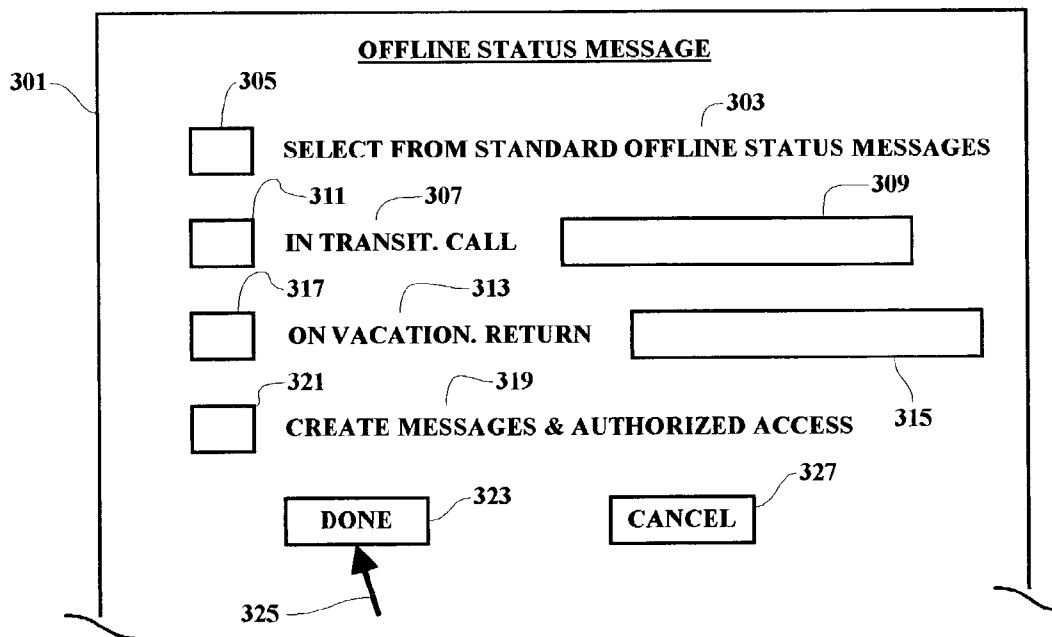 OFFLINE STATUS MESSAGE
301
305
303
SELECT FROM STANDARD OFFLINE STATUS MESSAGES
311
307
309
IN TRANSIT. CALL
317
313
ON VACATION. RETURN
321
319
315
CREATE MESSAGES & AUTHORIZED ACCESS
323
327
DONE
CANCEL
325